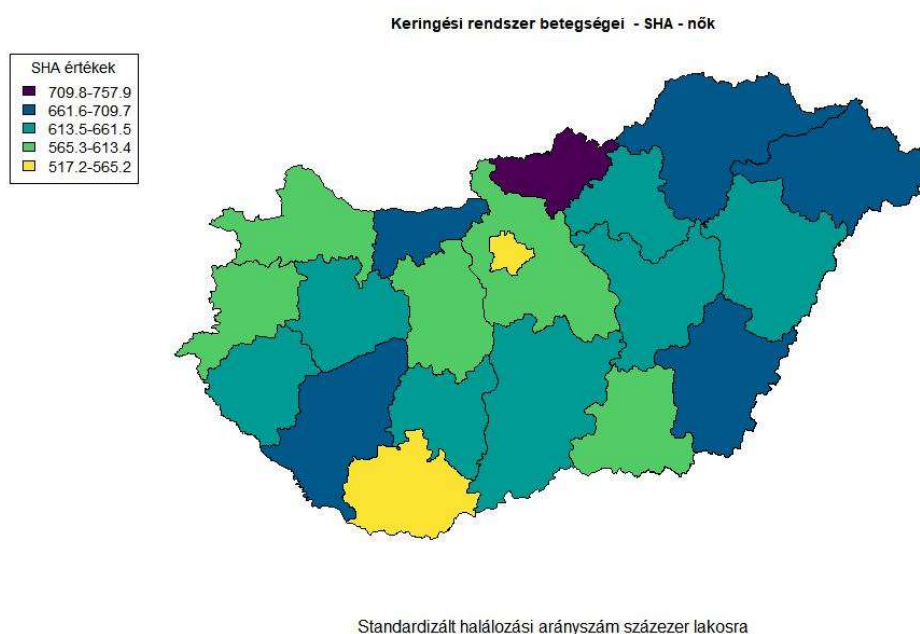 Keringési rendszer betegségei - SHA - nők
SHA értékek
709.8-757.9
661.6-709.7
613.5-661.5
565.3-613.4
517.2-565.2
Standardizált halálozási arányszám százezer lakosra